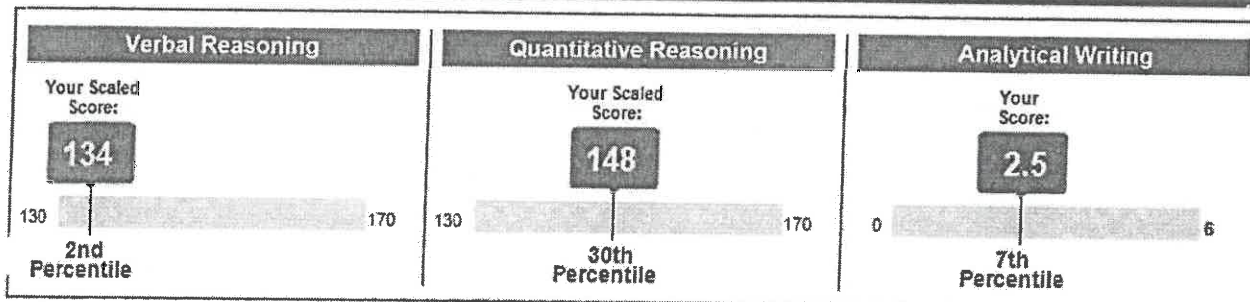 Verbal Reasoning
Your Scaled
Score:
134
130
170
2nd
Percentile
Quantitative Reasoning
Your Scaled
Score:
148
130
170
30th
Percentile
Analytical Writing
Your
Score:
2.5
0
6
7th
Percentile